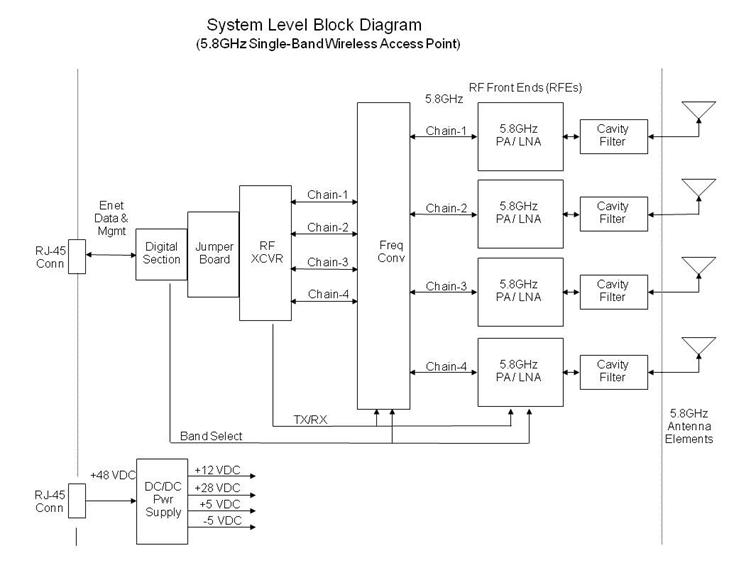 System Level Block Diagram
(5.8GHz Single-Band Wireless Access Point)
RF Front Ends (RFEs)
5.8GHz
Chain-1
5.8GHz
PA/ LNA
Cavity
Filter
Chain-2
5.8GHz
PA/ LNA
Cavity
Filter
Chain-3
5.8GHz
PA/ LNA
Cavity
Filter
Chain-4
5.8GHz
PA/ LNA
Cavity
Filter
Enet
Data &
Mgmt
RJ-45
Conn
Digital
Section
Jumper
Board
RF
XCVR
Chain-1
Chain-2
Chain-3
Chain-4
Freq
Conv
TX/RX
Band Select
5.8GHz
Antenna
Elements
RJ-45
Conn
+48 VDC
DC/DC
Pwr
Supply
+12 VDC
+28 VDC
+5 VDC
-5 VDC